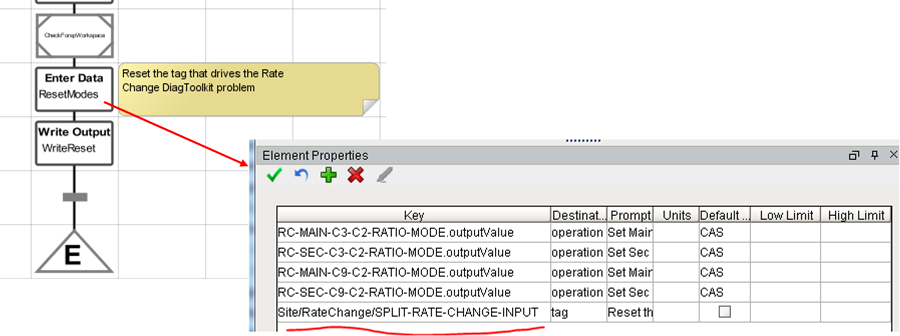 CheckForspWorkspace
Enter Data
ResetModes
Reset the tag that drives the Rate
Change DiagToolkit problem
Write Output
WriteReset
E
Element Properties
Key Destinat... Prompt Units Default ... Low Limit High Limit
RC-MAIN-C3-C2-RATIO-MODE.outputValue operation Set Main CAS
RC-SEC-C3-C2-RATIO-MODE.outputValue operation Set Sec CAS
RC-MAIN-C9-C2-RATIO-MODE.outputValue operation Set Main CAS
RC-SEC-C9-C2-RATIO-MODE.outputValue operation Set Sec CAS
Site/RateChange/SPLIT-RATE-CHANGE-INPUT tag Reset th